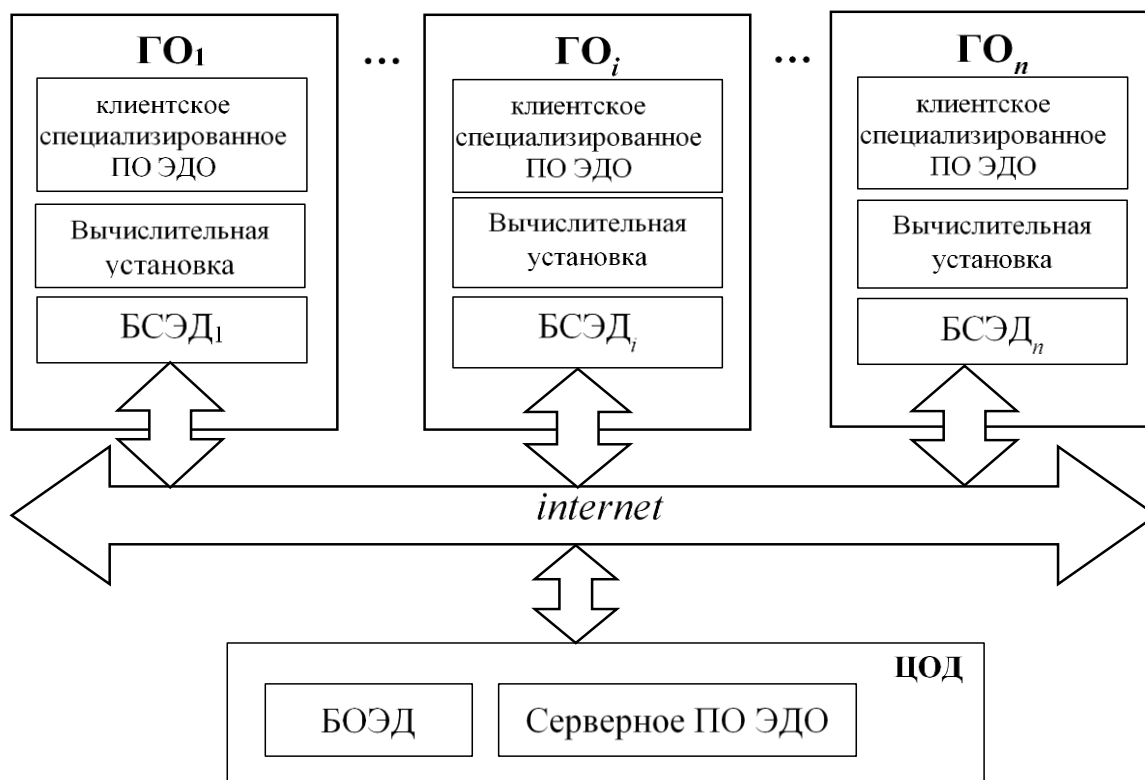 ГО1 ... ГОi ... ГОn
клиентское
специализированное
ПО ЭДО
Вычислительная
установка
БСЭД1
клиентское
специализированное
ПО ЭДО
Вычислительная
установка
БСЭДi
клиентское
специализированное
ПО ЭДО
Вычислительная
установка
БСЭДn
internet
ЦОД
БОЭД
Серверное ПО ЭДО